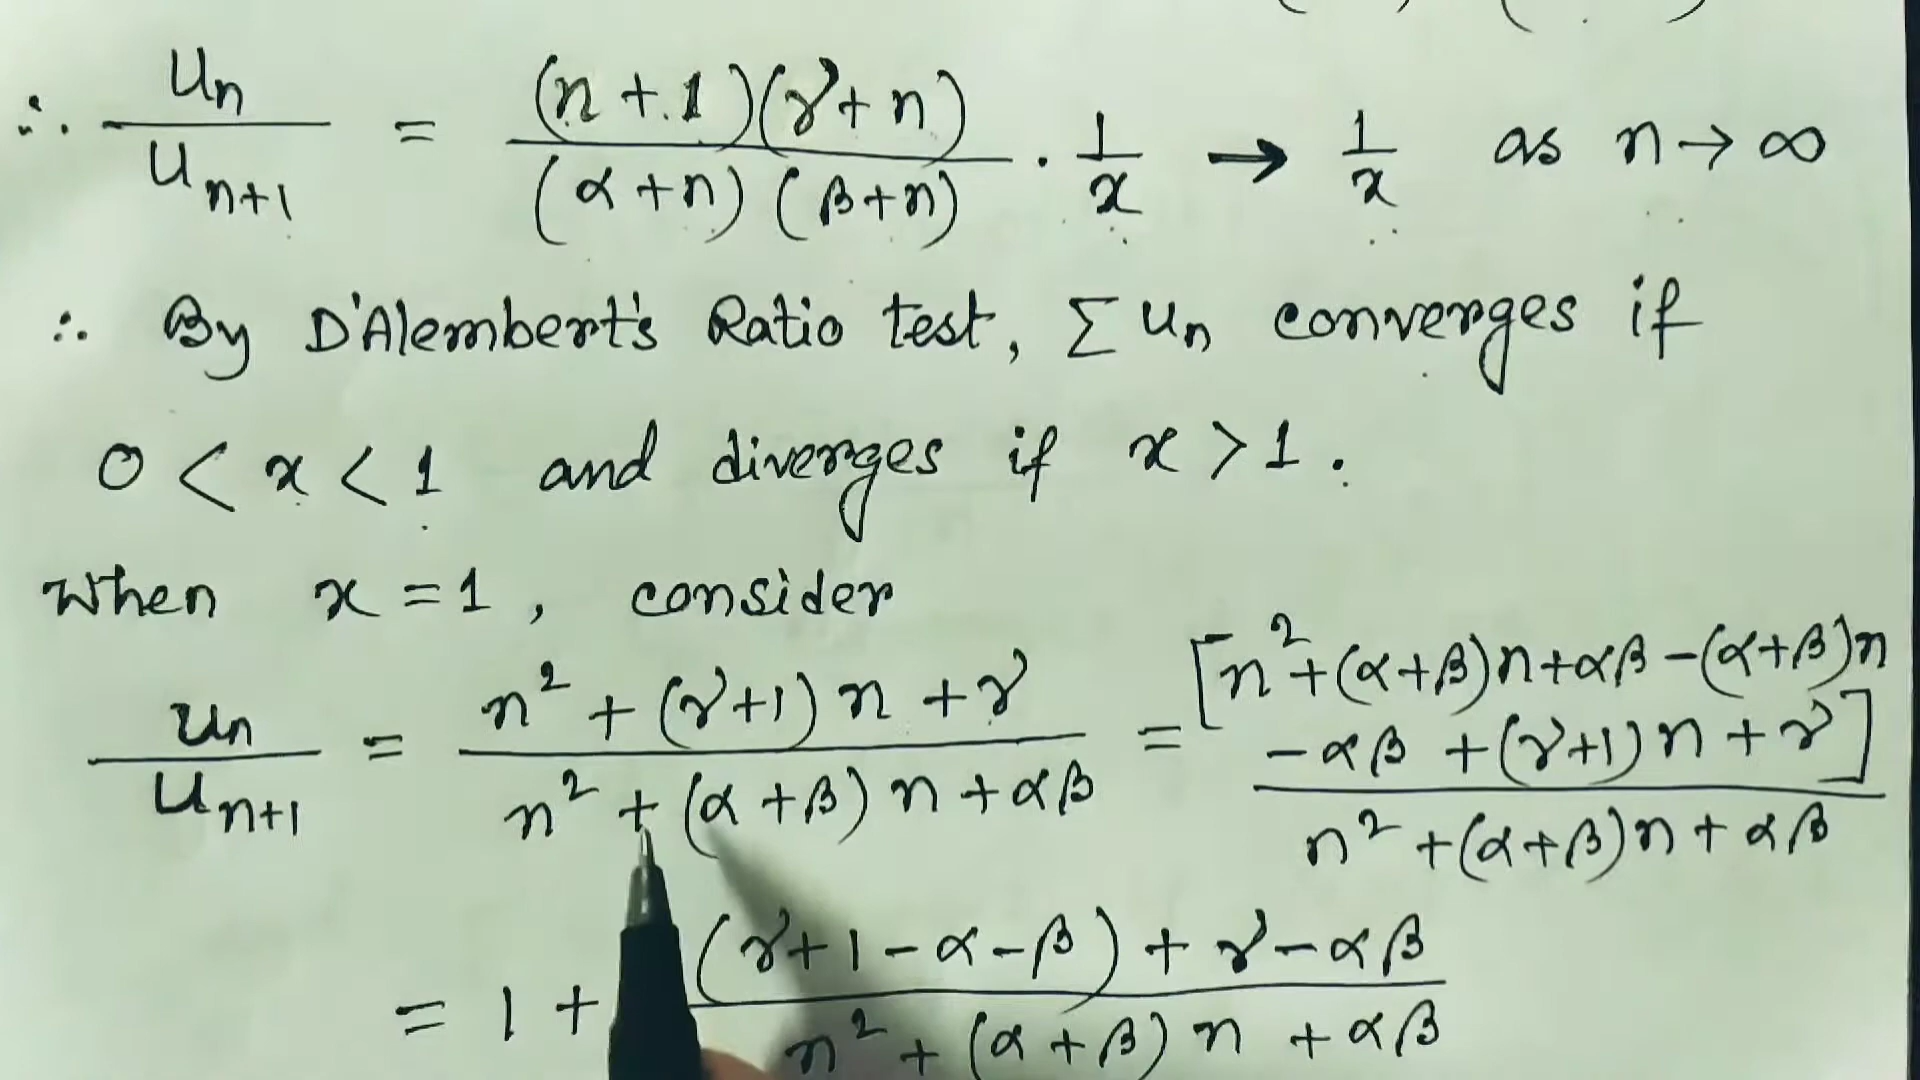 ∴ uₙ/uₙ₊₁ = (n + 1)(γ + n)/(α + n)(β + n) · 1/x → 1/x as n → ∞
∴ By D'Alembert's Ratio test, Σ uₙ converges if
0 < x < 1 and diverges if x > 1.
When x = 1, consider
uₙ/uₙ₊₁ = (n² + (γ+1)n + γ)/(n² + (α+β)n + αβ) = [n² + (α+β)n + αβ − (α+β)n − αβ + (γ+1)n + γ]/(n² + (α+β)n + αβ)
= 1 + ((γ+1−α−β) + γ − αβ)/(n² + (α+β)n + αβ)